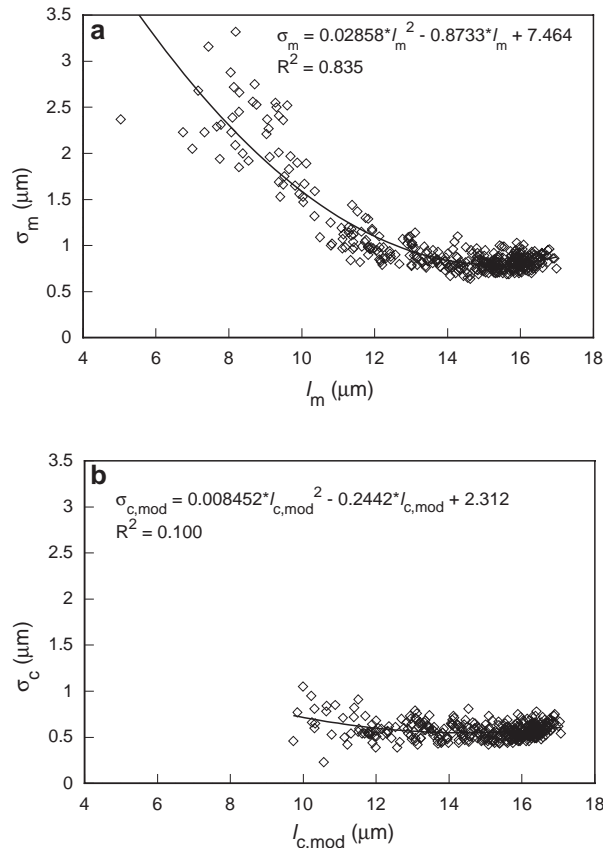 a
σm = 0.02858*lm² - 0.8733*lm + 7.464
R² = 0.835
3.5
3
2.5
2
1.5
1
0.5
0
σm (μm)
4 6 8 10 12 14 16 18
lm (μm)
b
σc,mod = 0.008452*lc,mod² - 0.2442*lc,mod + 2.312
R² = 0.100
3.5
3
2.5
2
1.5
1
0.5
0
σc (μm)
4 6 8 10 12 14 16 18
lc,mod (μm)